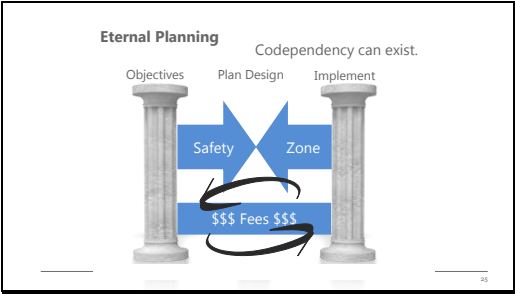 Eternal Planning
Codependency can exist.
Objectives Plan Design Implement
Safety Zone
$$$ Fees $$$
25